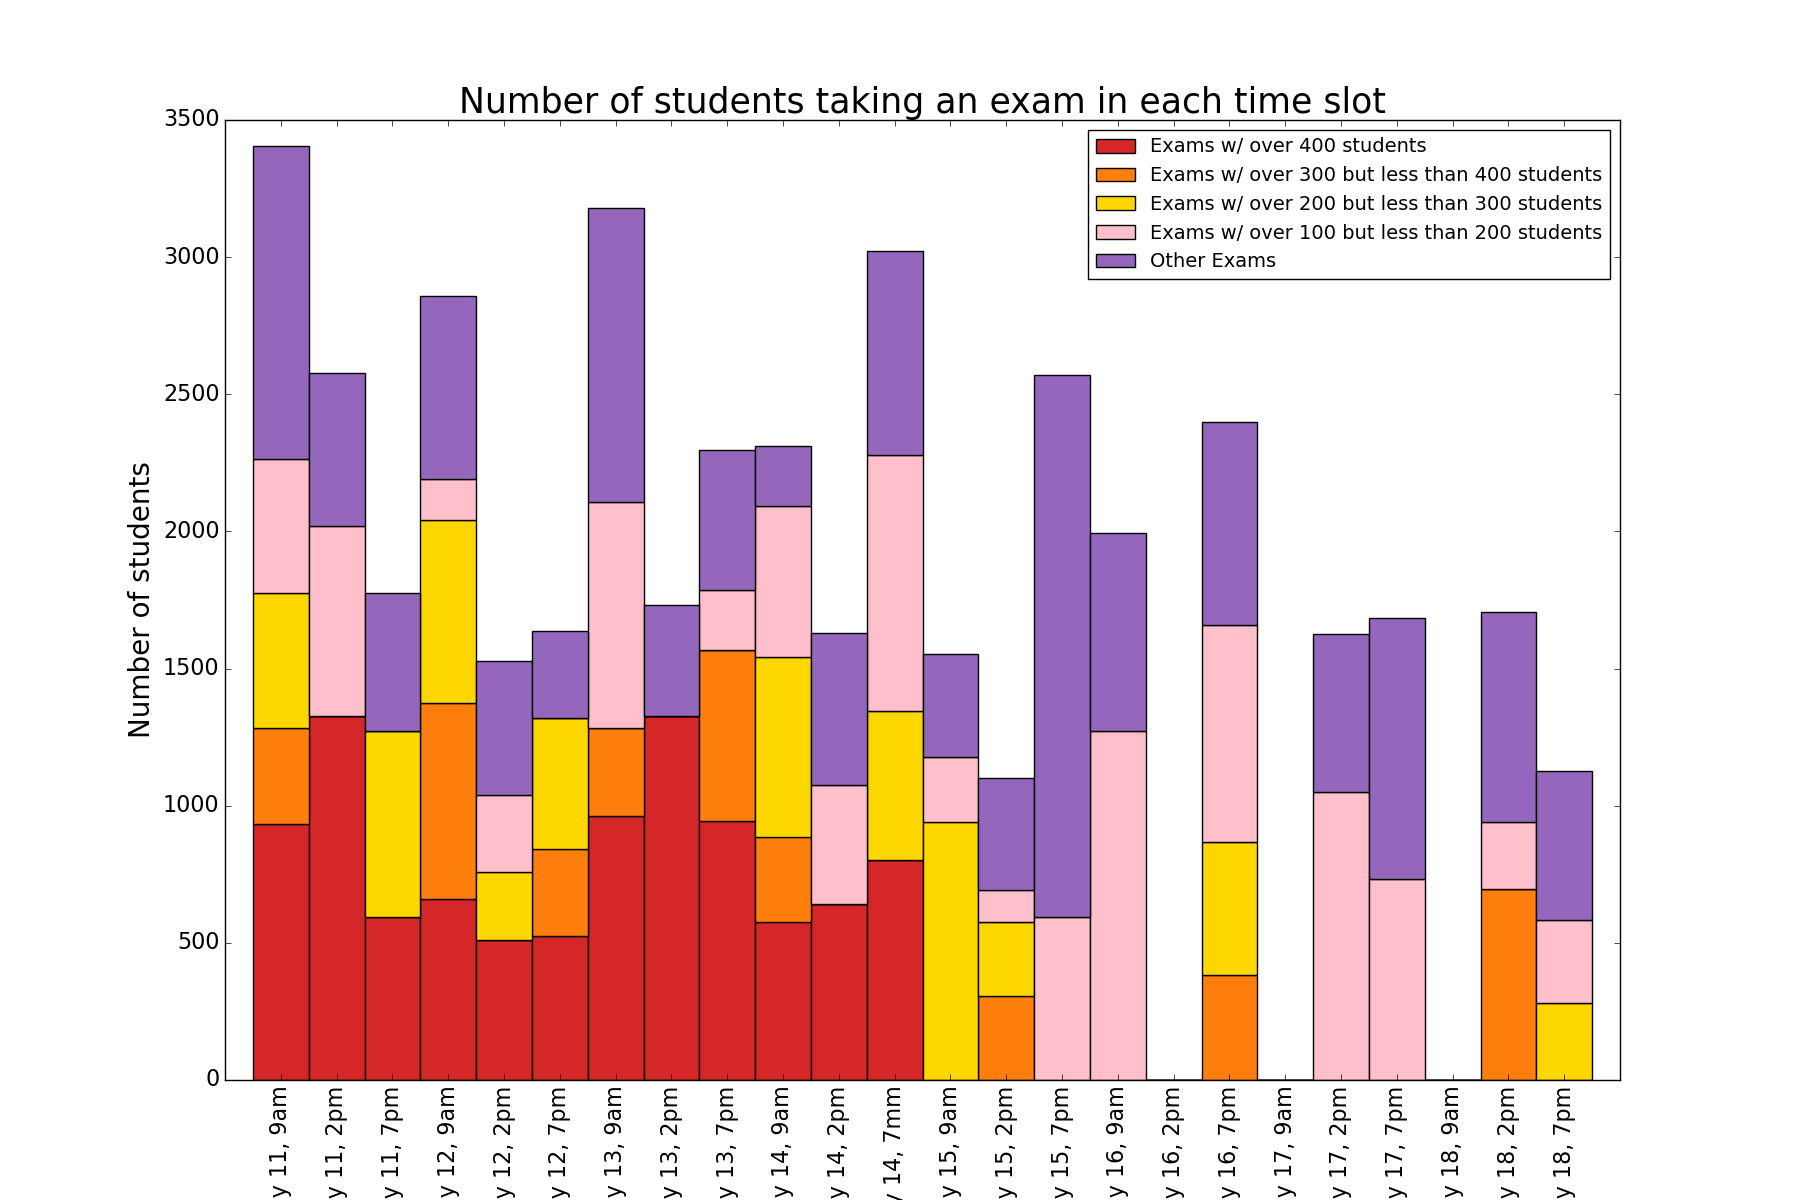 Number of students taking an exam in each time slot
3500
3000
2500
2000
1500
1000
500
0
Number of students
Exams w/ over 400 students
Exams w/ over 300 but less than 400 students
Exams w/ over 200 but less than 300 students
Exams w/ over 100 but less than 200 students
Other Exams
y 11, 9am
y 11, 2pm
y 11, 7pm
y 12, 9am
y 12, 2pm
y 12, 7pm
y 13, 9am
y 13, 2pm
y 13, 7pm
y 14, 9am
y 14, 2pm
y 14, 7mm
y 15, 9am
y 15, 2pm
y 15, 7pm
y 16, 9am
y 16, 2pm
y 16, 7pm
y 17, 9am
y 17, 2pm
y 17, 7pm
y 18, 9am
y 18, 2pm
y 18, 7pm